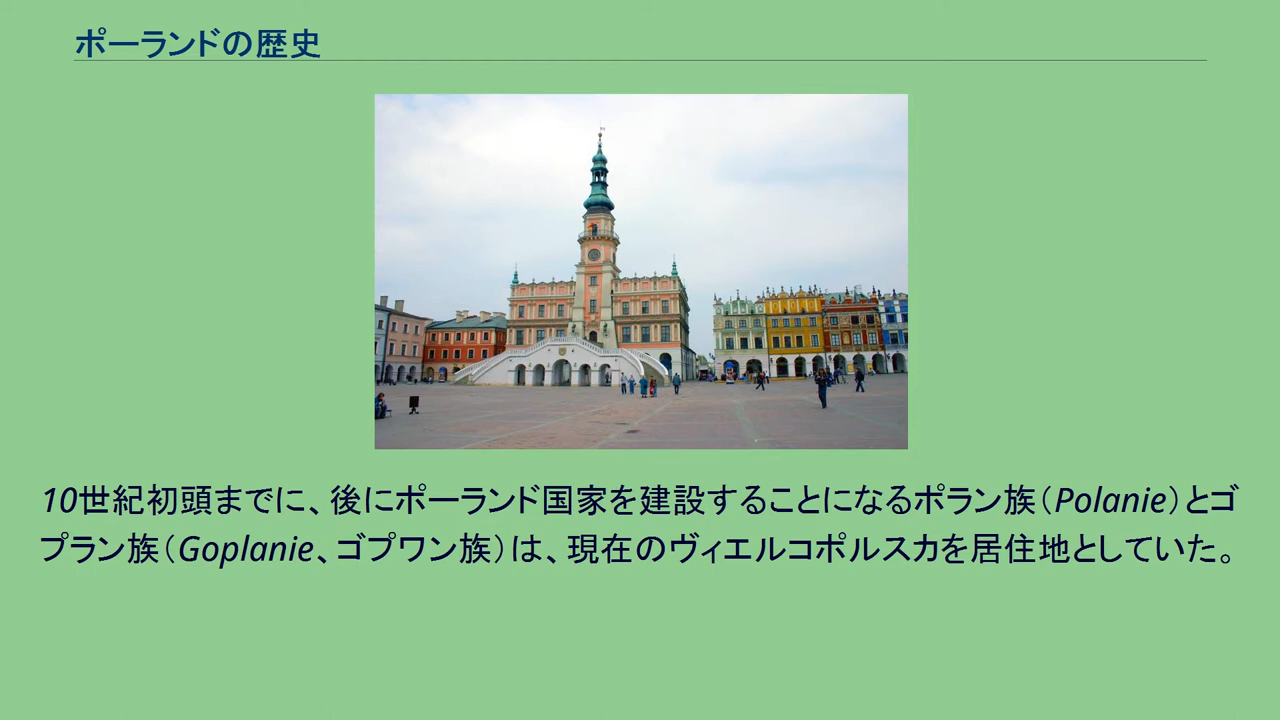 ポーランドの歴史
10世紀初頭までに、後にポーランド国家を建設することになるポラン族（Polanie）とゴ
プラン族（Goplanie、ゴプワン族）は、現在のヴィエルコポルスカを居住地としていた。